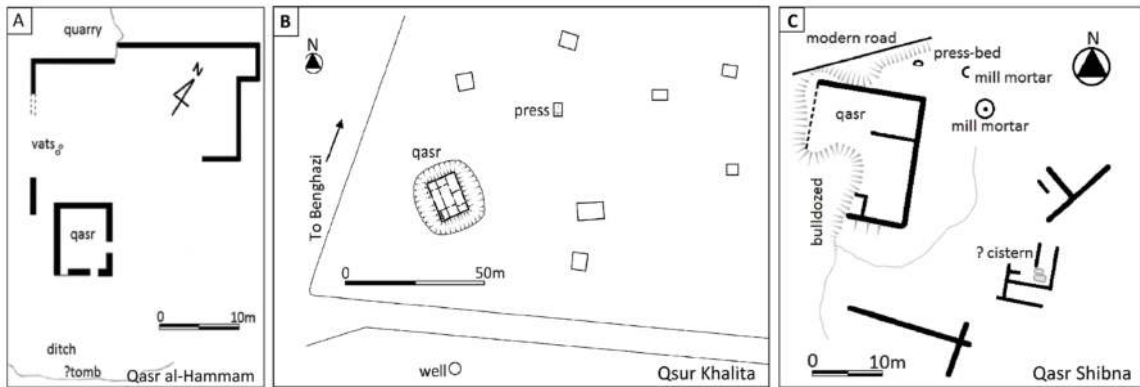 A
quarry
N
vats
qasr
0
10m
ditch
?tomb
Qasr al-Hammam
B
N
press
qasr
To Benghazi
0
50m
well
Qsur Khalita
C
modern road
N
press-bed
mill mortar
qasr
mill mortar
bulldozed
? cistern
0
10m
Qasr Shibna